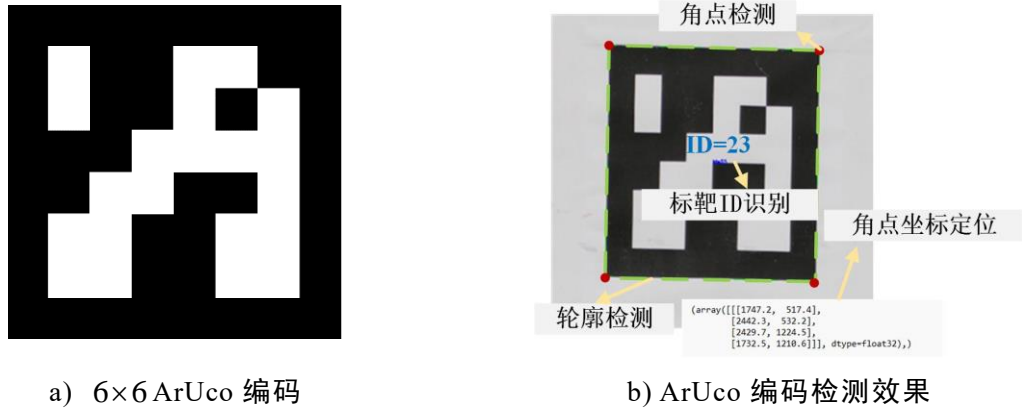 角点检测
ID=23
标靶ID识别
角点坐标定位
轮廓检测
(array([[[1747.2, 517.4],
[2442.3, 532.2],
[2429.7, 1224.5],
[1732.5, 1210.6]]], dtype=float32),)
a) 6×6 ArUco 编码
b) ArUco 编码检测效果